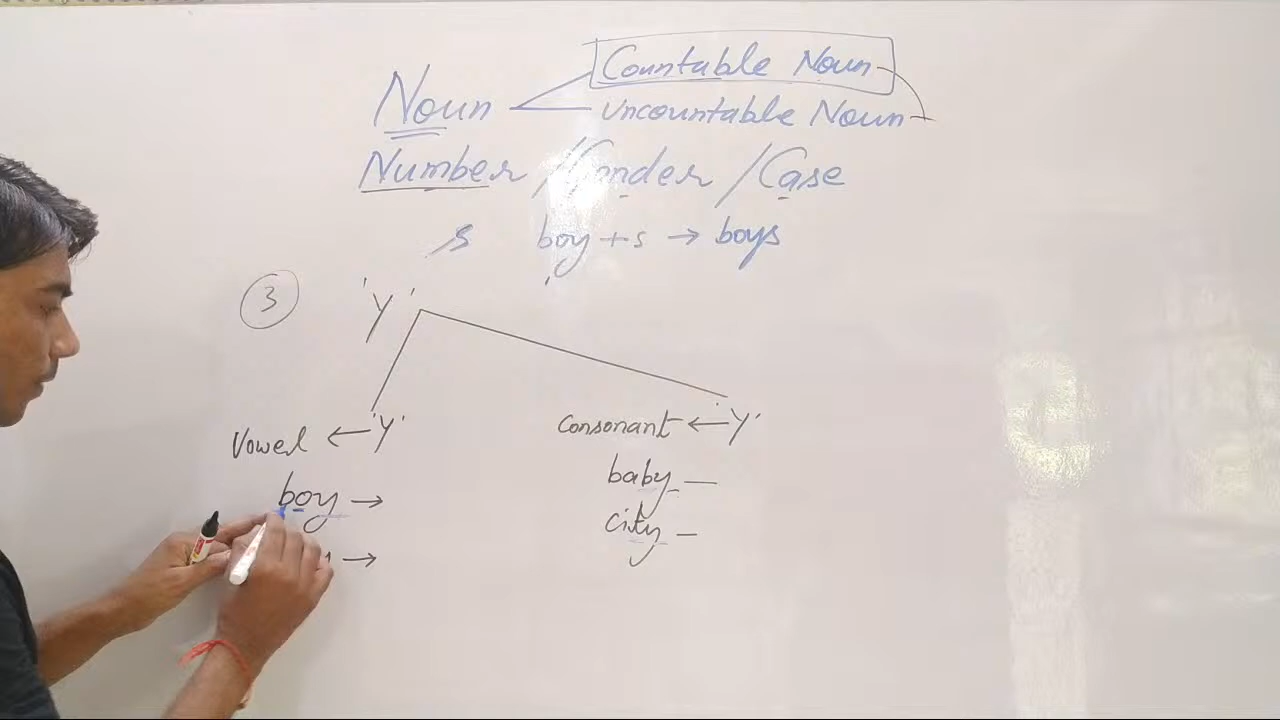 Countable Noun
Noun
Uncountable Noun
Number / Gender / Case
s boy + s → boys
3 'Y'
Vowel ← 'Y' Consonant ← 'Y'
boy → baby —
→ city —